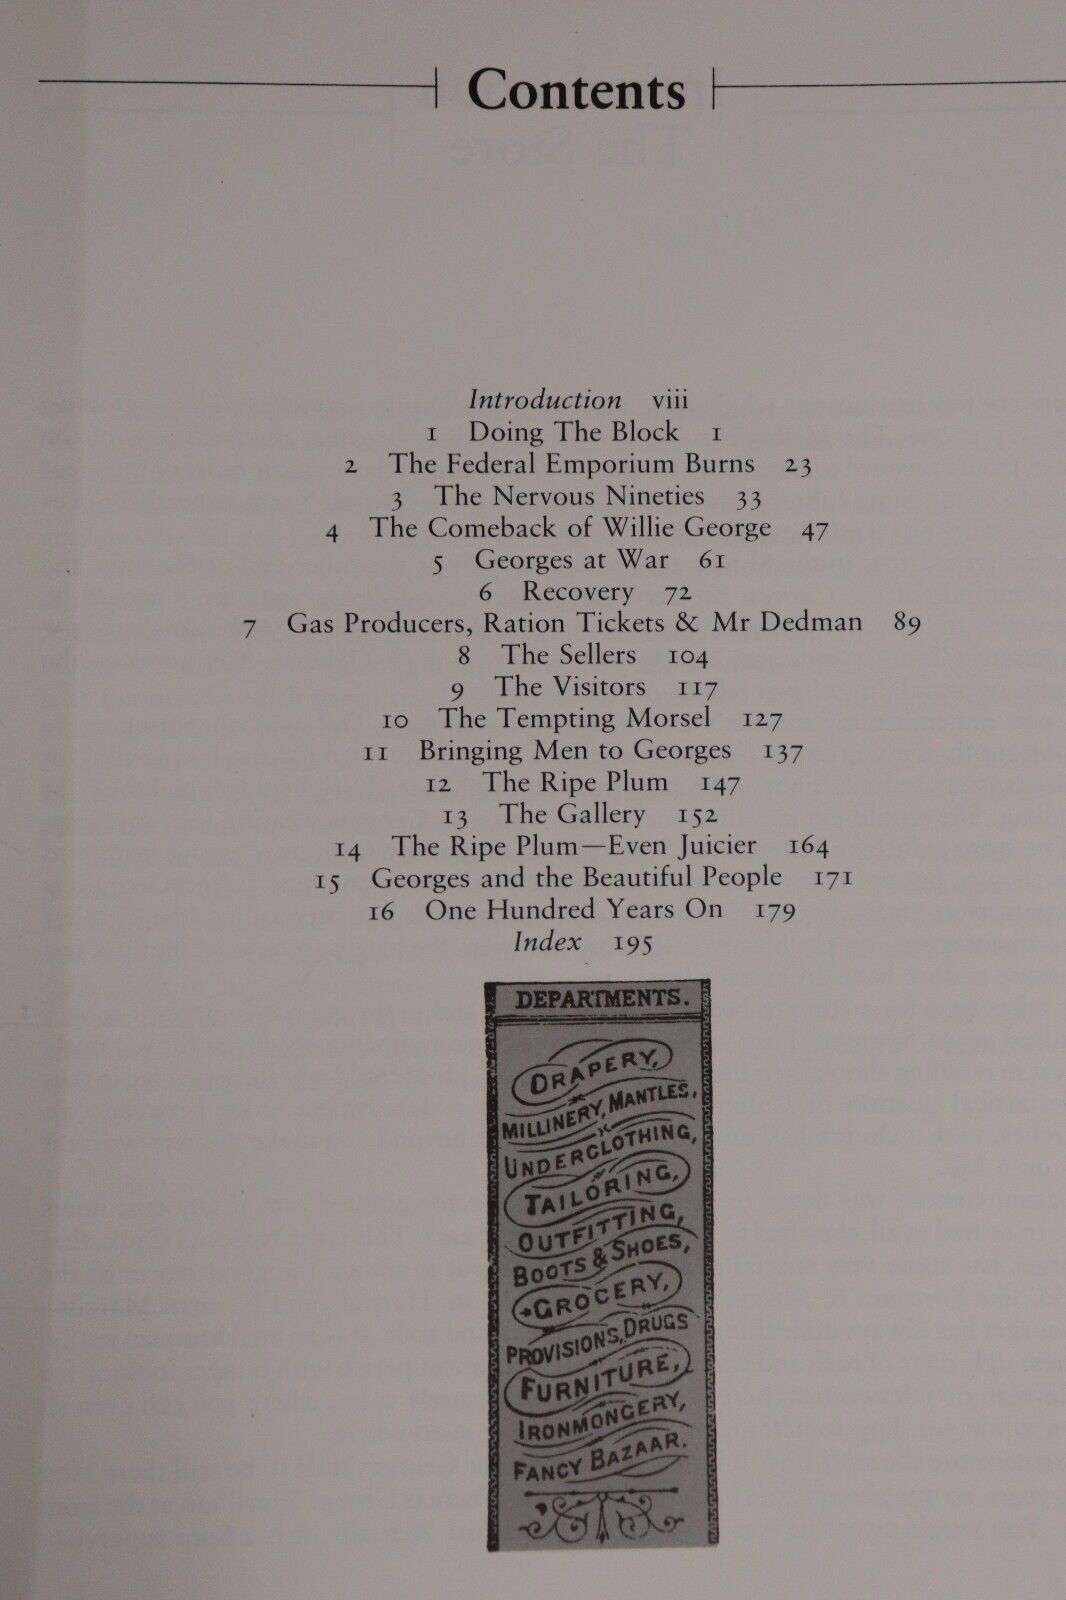 Contents
Introduction viii
1 Doing The Block 1
2 The Federal Emporium Burns 23
3 The Nervous Nineties 33
4 The Comeback of Willie George 47
5 Georges at War 61
6 Recovery 72
7 Gas Producers, Ration Tickets & Mr Dedman 89
8 The Sellers 104
9 The Visitors 117
10 The Tempting Morsel 127
11 Bringing Men to Georges 137
12 The Ripe Plum 147
13 The Gallery 152
14 The Ripe Plum—Even Juicier 164
15 Georges and the Beautiful People 171
16 One Hundred Years On 179
Index 195
DEPARTMENTS.
DRAPERY,
MILLINERY, MANTLES,
UNDERCLOTHING,
TAILORING,
OUTFITTING,
BOOTS & SHOES,
GROCERY,
PROVISIONS, DRUGS
FURNITURE,
IRONMONGERY,
FANCY BAZAAR.